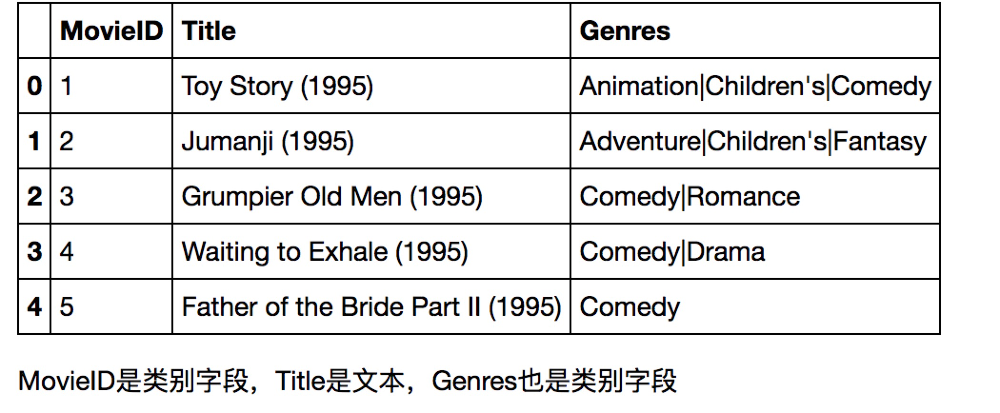 MovieID Title Genres
0 1 Toy Story (1995) Animation|Children's|Comedy
1 2 Jumanji (1995) Adventure|Children's|Fantasy
2 3 Grumpier Old Men (1995) Comedy|Romance
3 4 Waiting to Exhale (1995) Comedy|Drama
4 5 Father of the Bride Part II (1995) Comedy
MovieID是类别字段，Title是文本，Genres也是类别字段